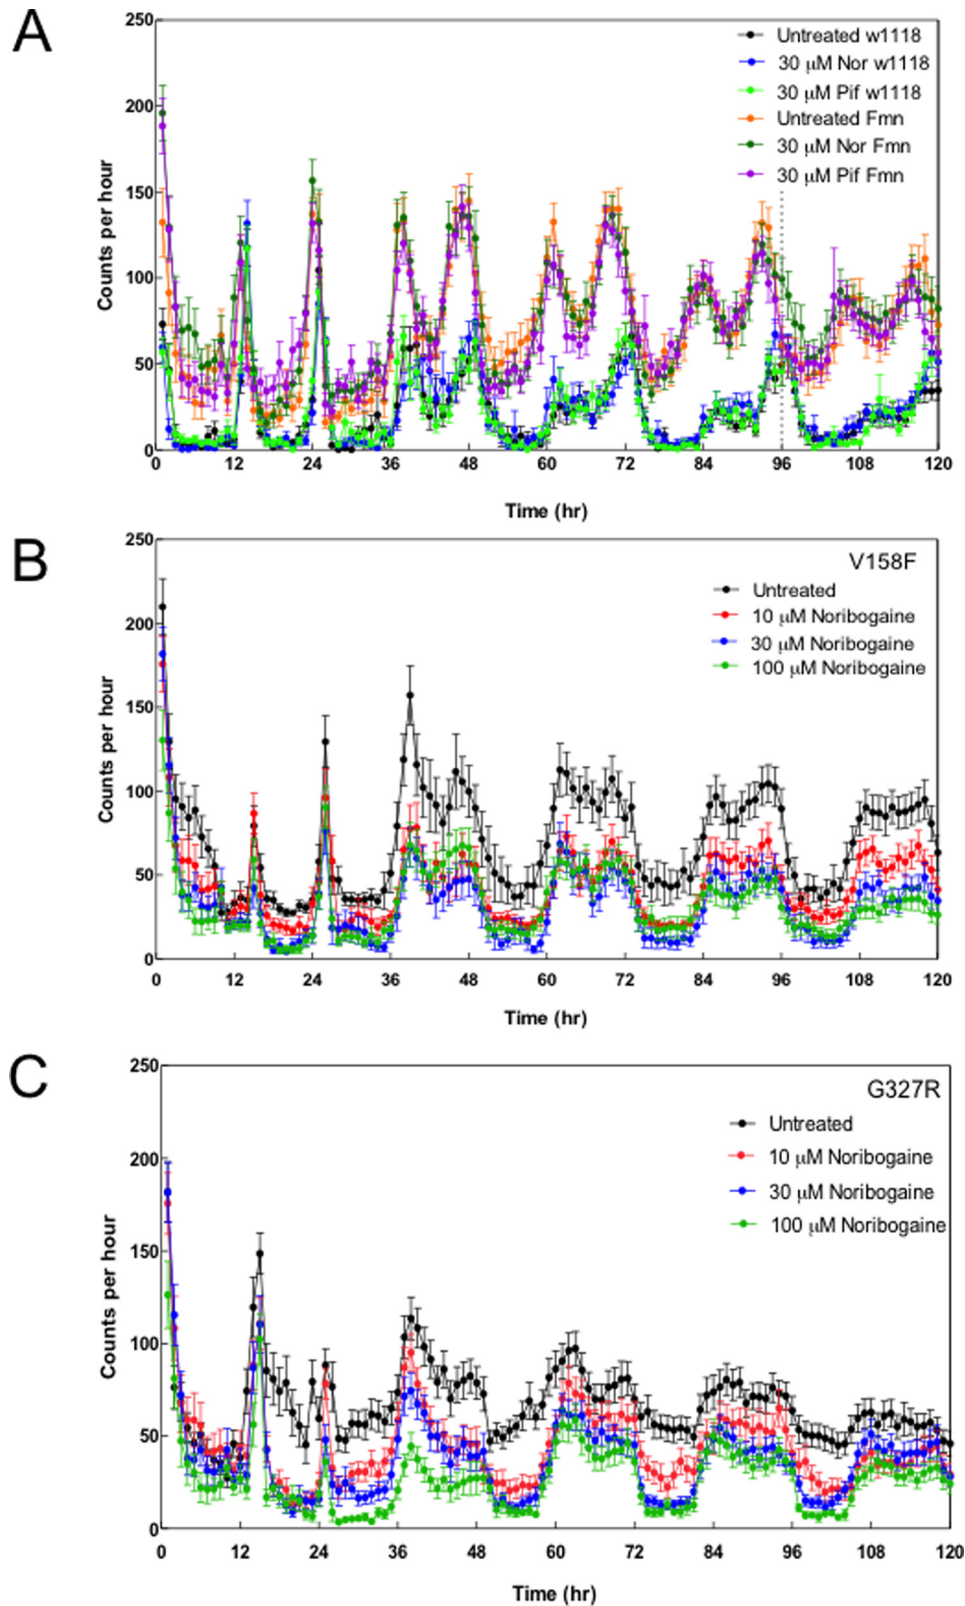 A
250
200
150
100
50
0
Counts per hour
Untreated w1118
30 μM Nor w1118
30 μM Pif w1118
Untreated Fmn
30 μM Nor Fmn
30 μM Pif Fmn
0 12 24 36 48 60 72 84 96 108 120
Time (hr)
B
250
200
150
100
50
0
Counts per hour
V158F
Untreated
10 μM Noribogaine
30 μM Noribogaine
100 μM Noribogaine
0 12 24 36 48 60 72 84 96 108 120
Time (hr)
C
250
200
150
100
50
0
Counts per hour
G327R
Untreated
10 μM Noribogaine
30 μM Noribogaine
100 μM Noribogaine
0 12 24 36 48 60 72 84 96 108 120
Time (hr)